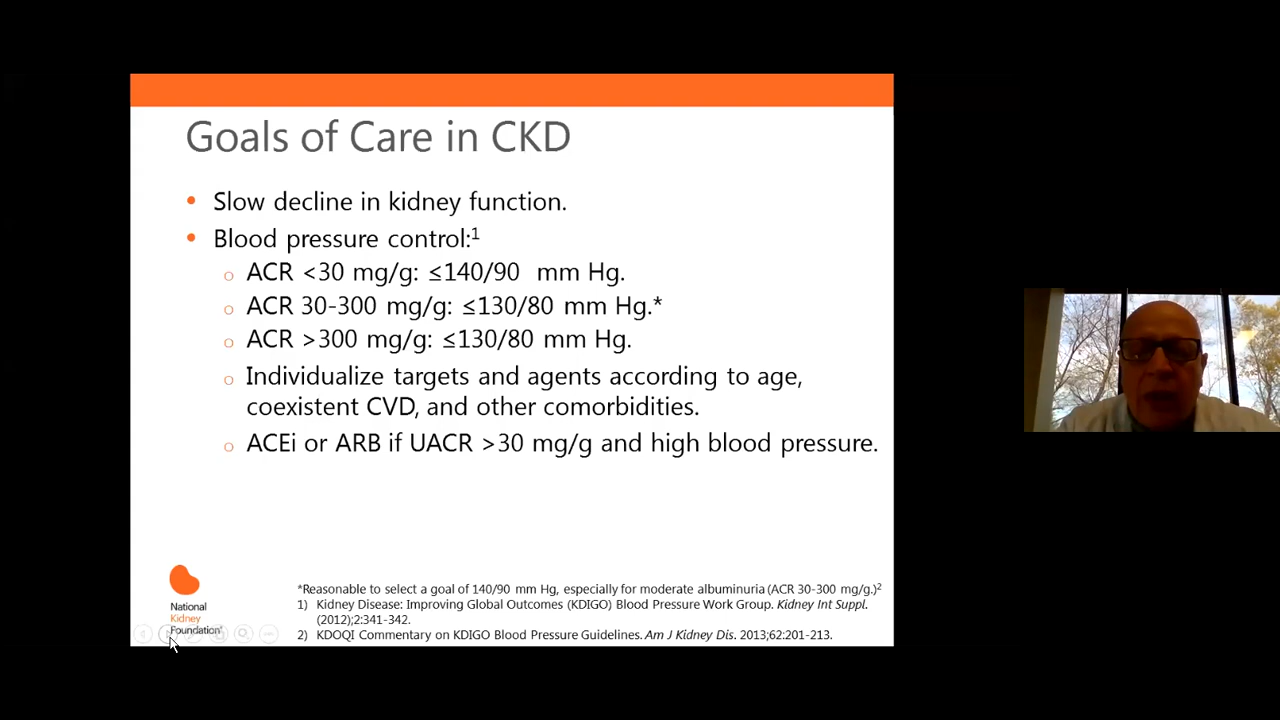 Goals of Care in CKD
• Slow decline in kidney function.
• Blood pressure control:1
o ACR <30 mg/g: ≤140/90 mm Hg.
o ACR 30-300 mg/g: ≤130/80 mm Hg.*
o ACR >300 mg/g: ≤130/80 mm Hg.
o Individualize targets and agents according to age,
coexistent CVD, and other comorbidities.
o ACEi or ARB if UACR >30 mg/g and high blood pressure.
*Reasonable to select a goal of 140/90 mm Hg, especially for moderate albuminuria (ACR 30-300 mg/g.)2
1) Kidney Disease: Improving Global Outcomes (KDIGO) Blood Pressure Work Group. Kidney Int Suppl.
(2012);2:341-342.
2) KDOQI Commentary on KDIGO Blood Pressure Guidelines. Am J Kidney Dis. 2013;62:201-213.
National
Kidney
Foundation®